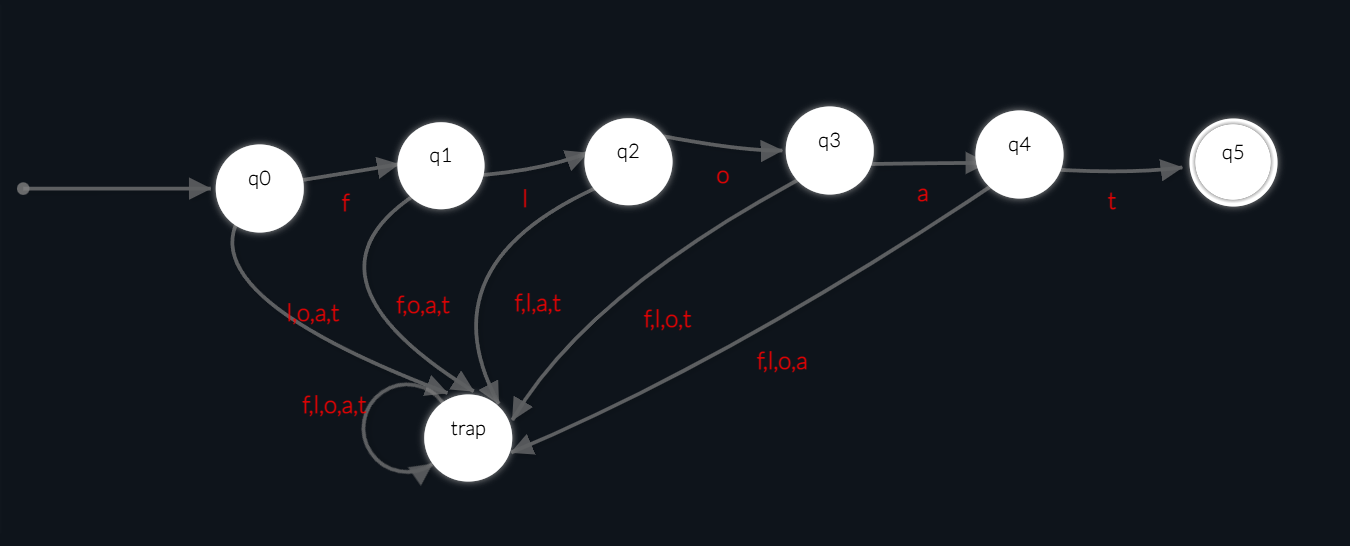 q0
f
q1
l
q2
o
q3
a
q4
t
q5
l,o,a,t
f,o,a,t
f,l,a,t
f,l,o,t
f,l,o,a
f,l,o,a,t
trap